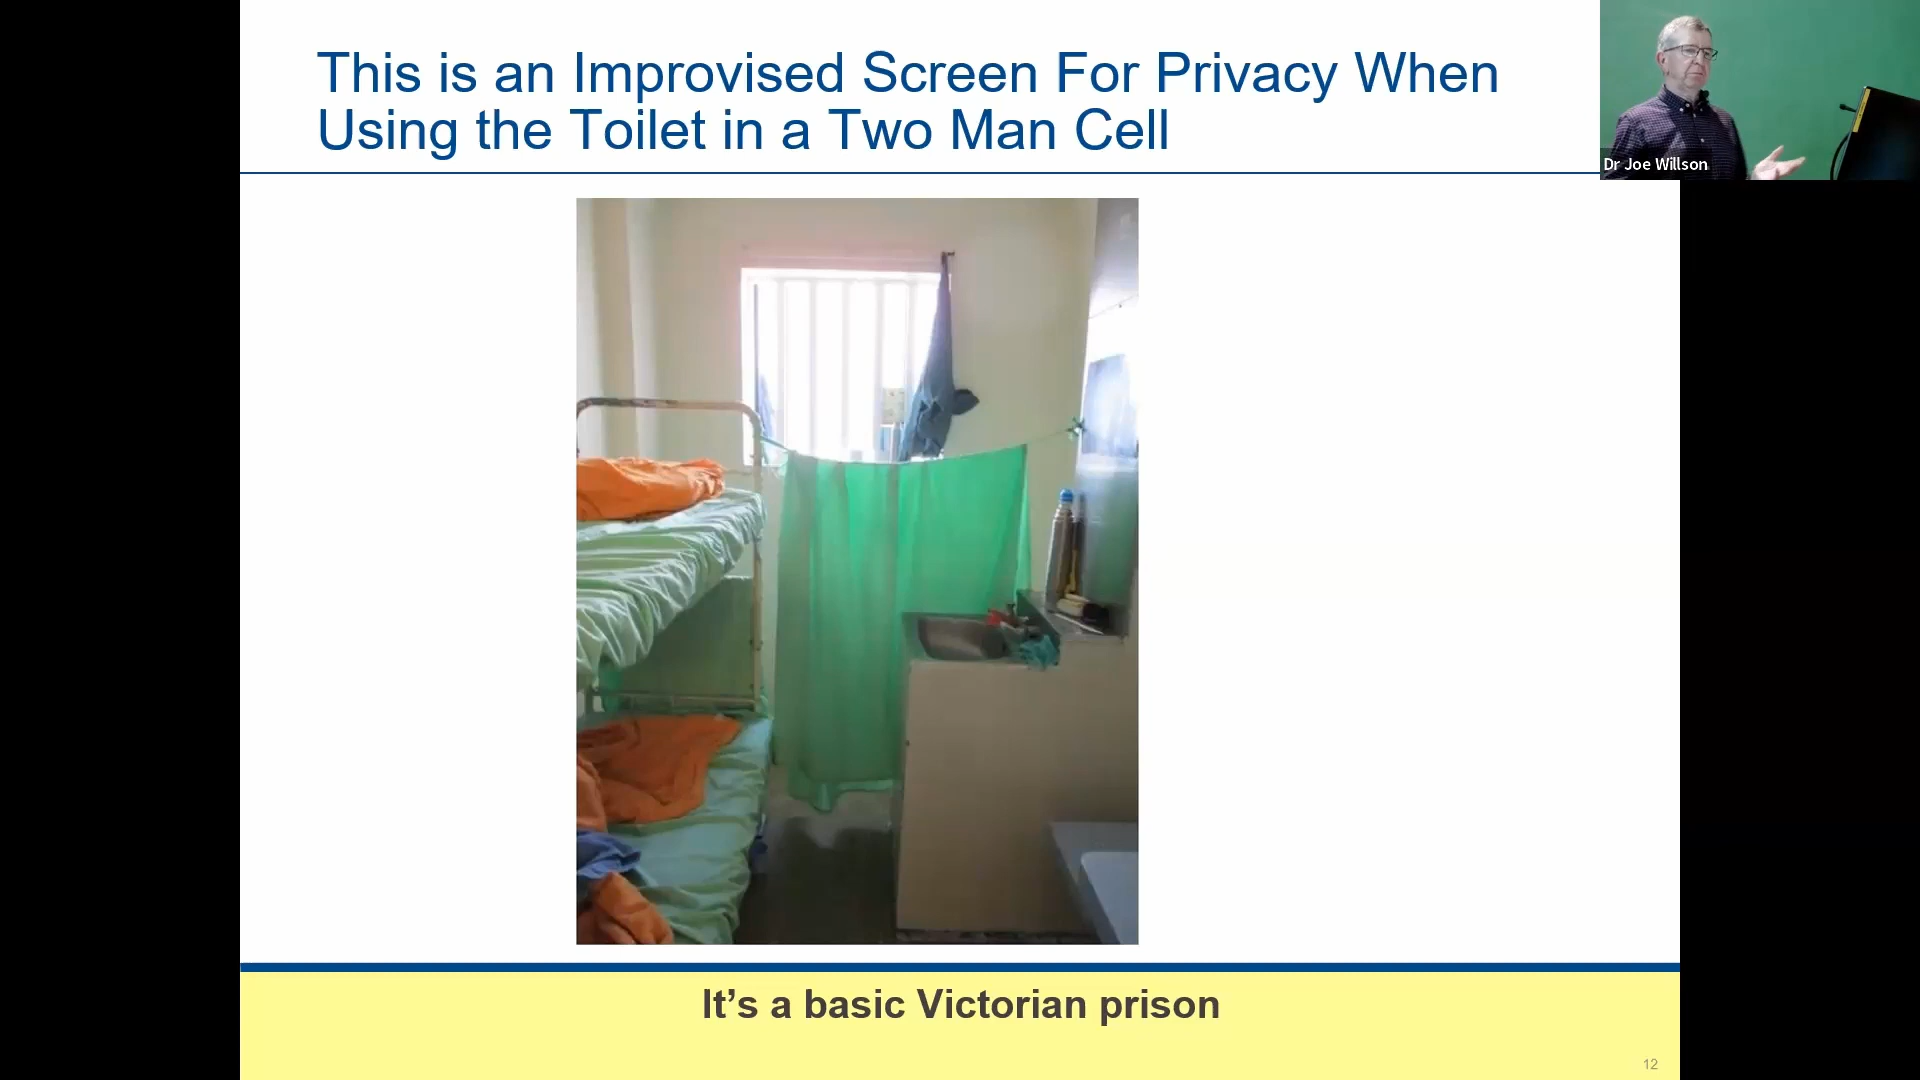 This is an Improvised Screen For Privacy When
Using the Toilet in a Two Man Cell
Dr Joe Willson
It’s a basic Victorian prison
12